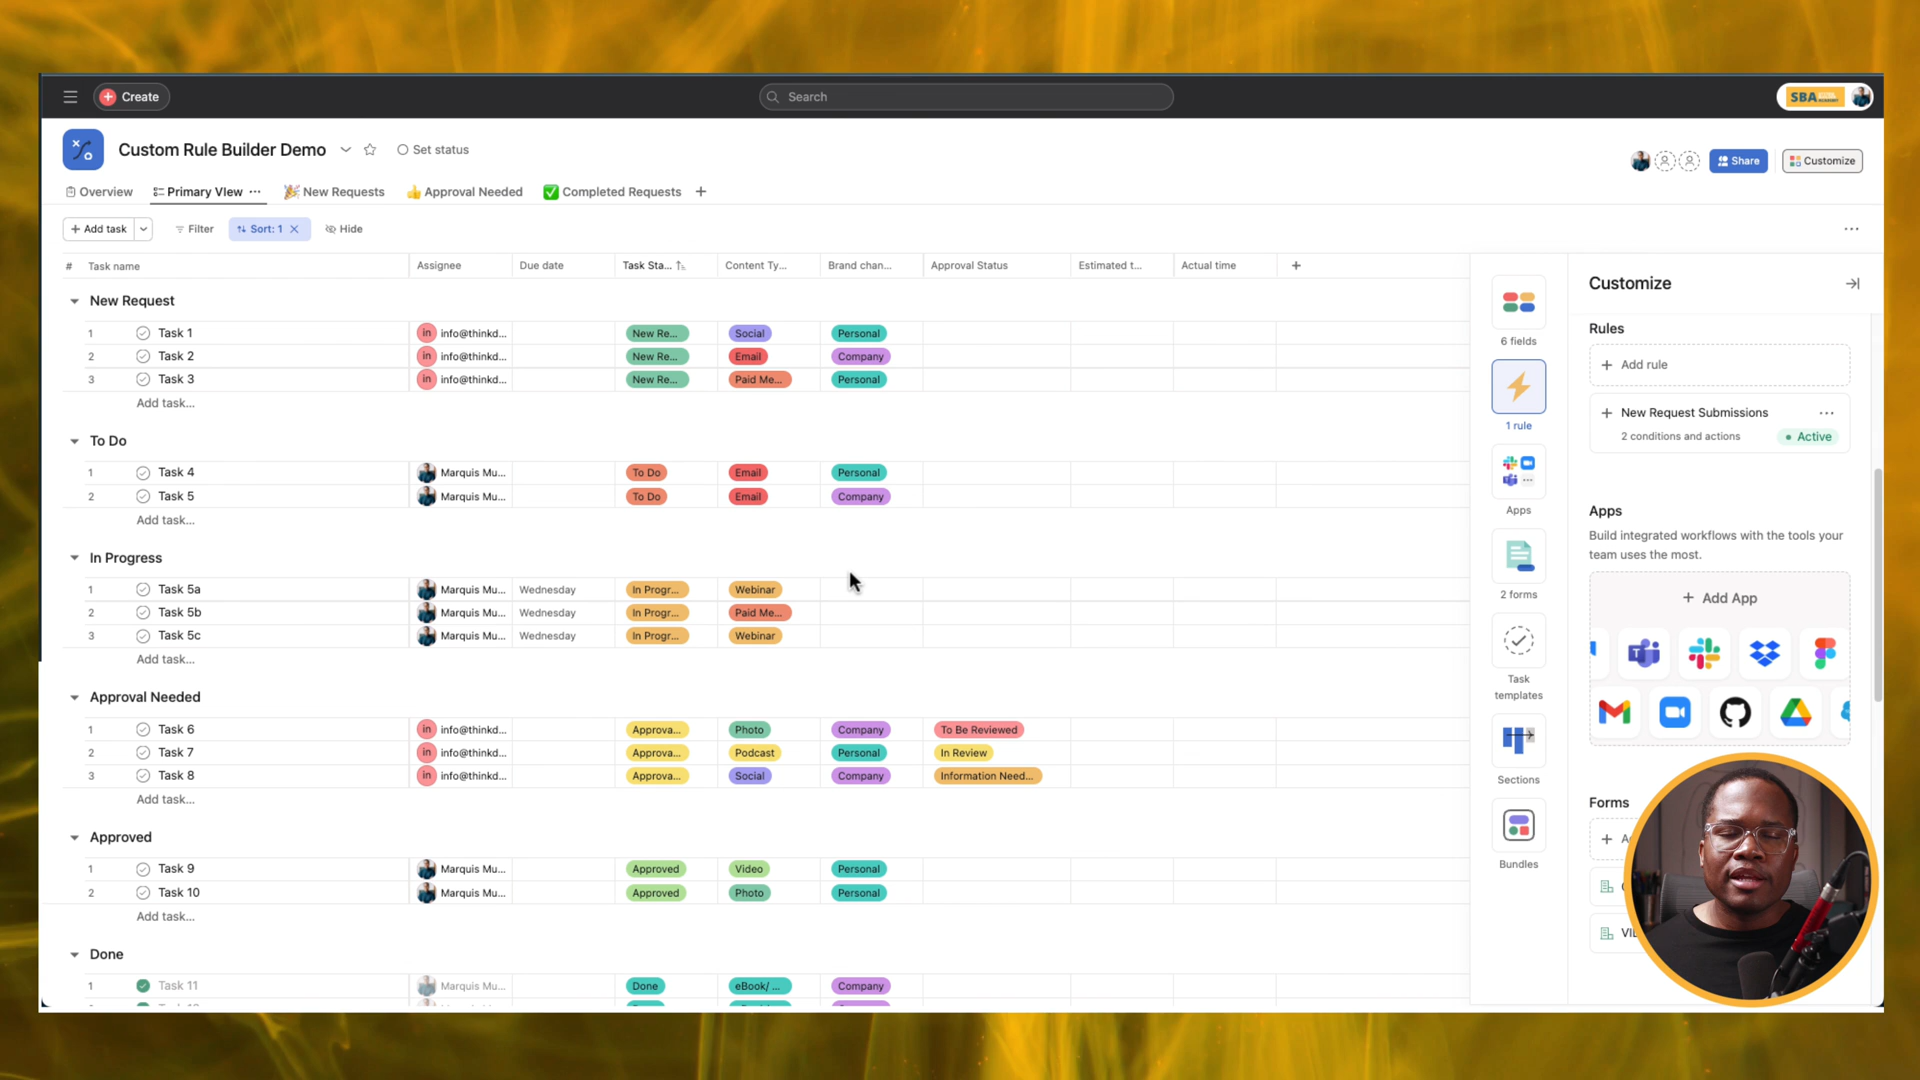 Create
Search
SBA
Custom Rule Builder Demo
Set status
Share
Customize
Overview
Primary View
New Requests
Approval Needed
Completed Requests
Add task
Filter
Sort: 1
Hide
# Task name Assignee Due date Task Sta... Content Ty... Brand chan... Approval Status Estimated t... Actual time
New Request
1 Task 1 in info@thinkd... New Re... Social Personal
2 Task 2 in info@thinkd... New Re... Email Company
3 Task 3 in info@thinkd... New Re... Paid Me... Personal
Add task...
To Do
1 Task 4 Marquis Mu... To Do Email Personal
2 Task 5 Marquis Mu... To Do Email Company
Add task...
In Progress
1 Task 5a Marquis Mu... Wednesday In Progr... Webinar
2 Task 5b Marquis Mu... Wednesday In Progr... Paid Me...
3 Task 5c Marquis Mu... Wednesday In Progr... Webinar
Add task...
Approval Needed
1 Task 6 in info@thinkd... Approva... Photo Company To Be Reviewed
2 Task 7 in info@thinkd... Approva... Podcast Personal In Review
3 Task 8 in info@thinkd... Approva... Social Company Information Need...
Add task...
Approved
1 Task 9 Marquis Mu... Approved Video Personal
2 Task 10 Marquis Mu... Approved Photo Personal
Add task...
Done
1 Task 11 Marquis Mu... Done eBook/ ... Company
6 fields
1 rule
Apps
2 forms
Task
templates
Sections
Bundles
Customize
Rules
Add rule
New Request Submissions
2 conditions and actions Active
Apps
Build integrated workflows with the tools your
team uses the most.
Add App
Forms